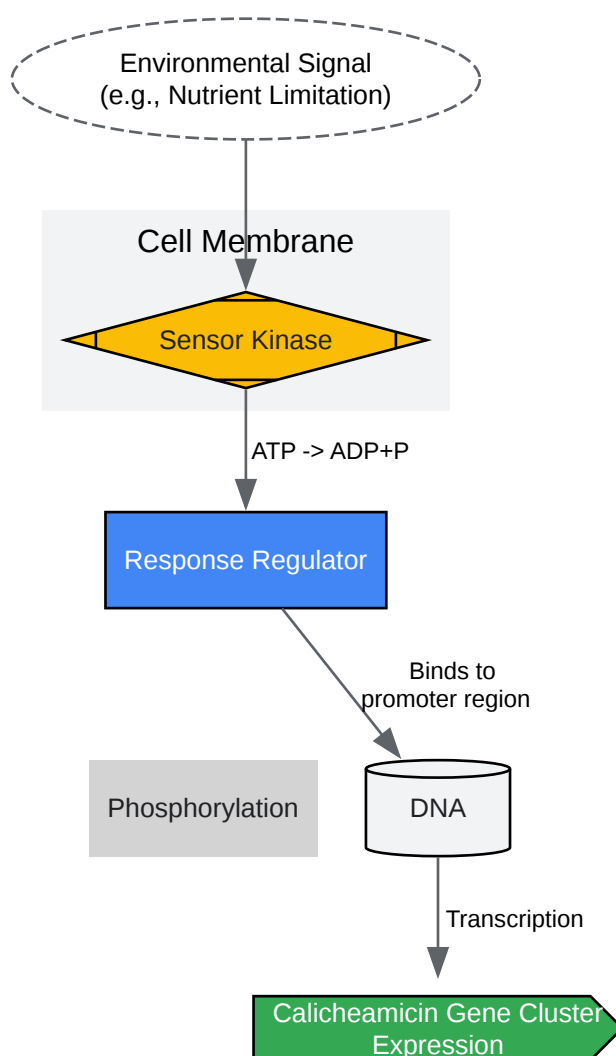 Environmental Signal
(e.g., Nutrient Limitation)
Cell Membrane
Sensor Kinase
ATP -> ADP+P
Response Regulator
Binds to
promoter region
Phosphorylation
DNA
Transcription
Calicheamicin Gene Cluster
Expression